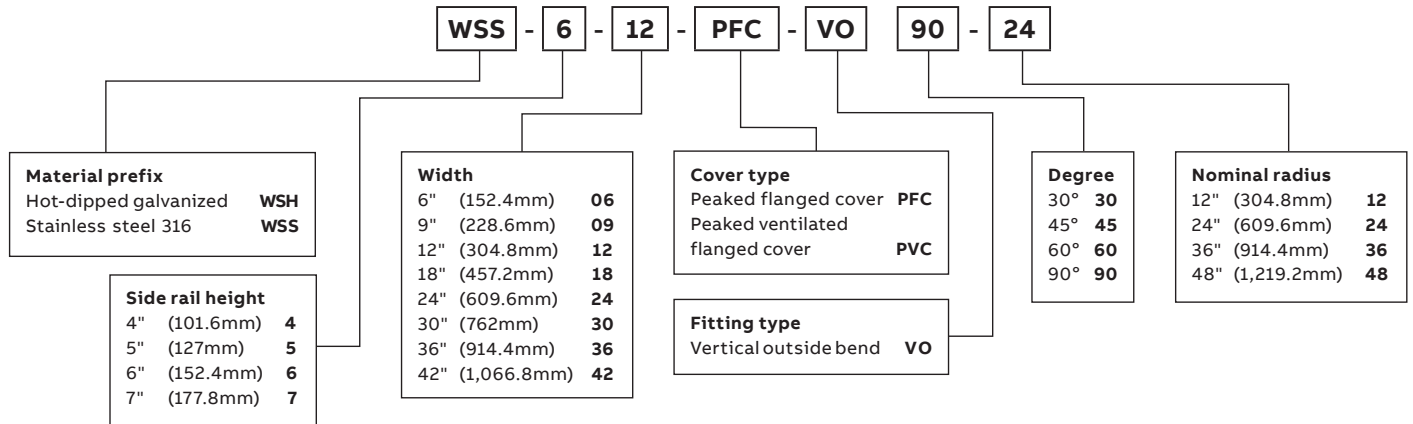 WSS - 6 - 12 - PFC - VO 90 - 24
Material prefix
Hot-dipped galvanized WSH
Stainless steel 316 WSS
Side rail height
4" (101.6mm) 4
5" (127mm) 5
6" (152.4mm) 6
7" (177.8mm) 7
Width
6" (152.4mm) 06
9" (228.6mm) 09
12" (304.8mm) 12
18" (457.2mm) 18
24" (609.6mm) 24
30" (762mm) 30
36" (914.4mm) 36
42" (1,066.8mm) 42
Cover type
Peaked flanged cover PFC
Peaked ventilated
flanged cover PVC
Fitting type
Vertical outside bend VO
Degree
30° 30
45° 45
60° 60
90° 90
Nominal radius
12" (304.8mm) 12
24" (609.6mm) 24
36" (914.4mm) 36
48" (1,219.2mm) 48